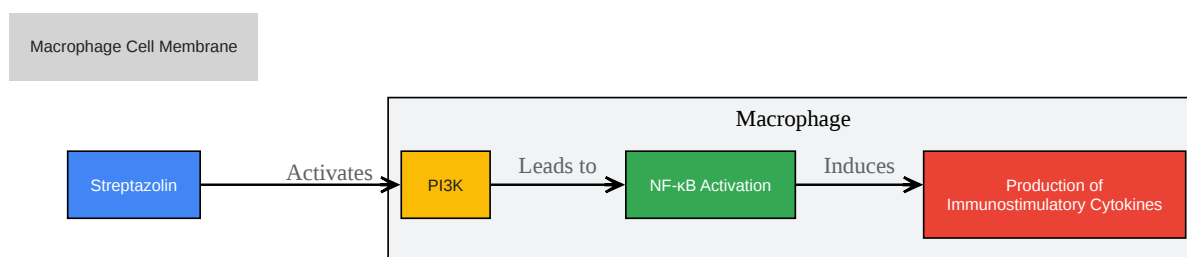 Macrophage Cell Membrane
Macrophage
Streptazolin
Activates
PI3K
Leads to
NF-κB Activation
Induces
Production of
Immunostimulatory Cytokines